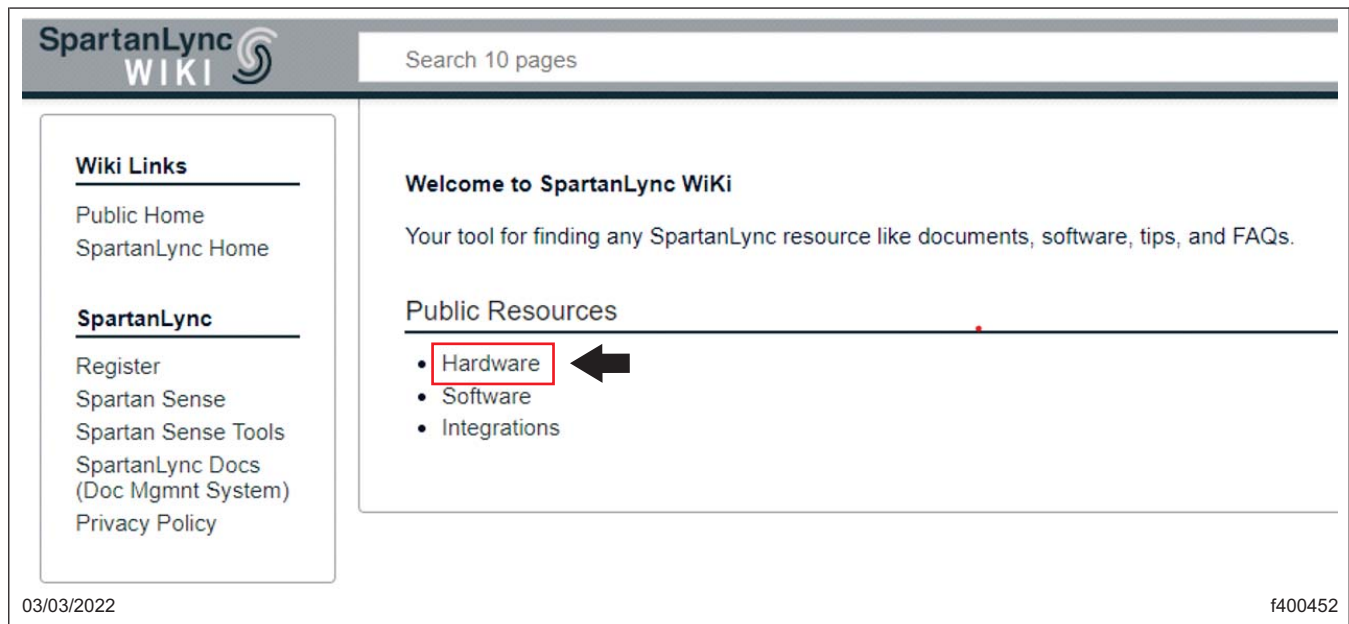 SpartanLync
WIKI
Search 10 pages
Wiki Links
Public Home
SpartanLync Home
SpartanLync
Register
Spartan Sense
Spartan Sense Tools
SpartanLync Docs
(Doc Mgmnt System)
Privacy Policy
Welcome to SpartanLync WiKi
Your tool for finding any SpartanLync resource like documents, software, tips, and FAQs.
Public Resources
• Hardware
• Software
• Integrations
03/03/2022
f400452